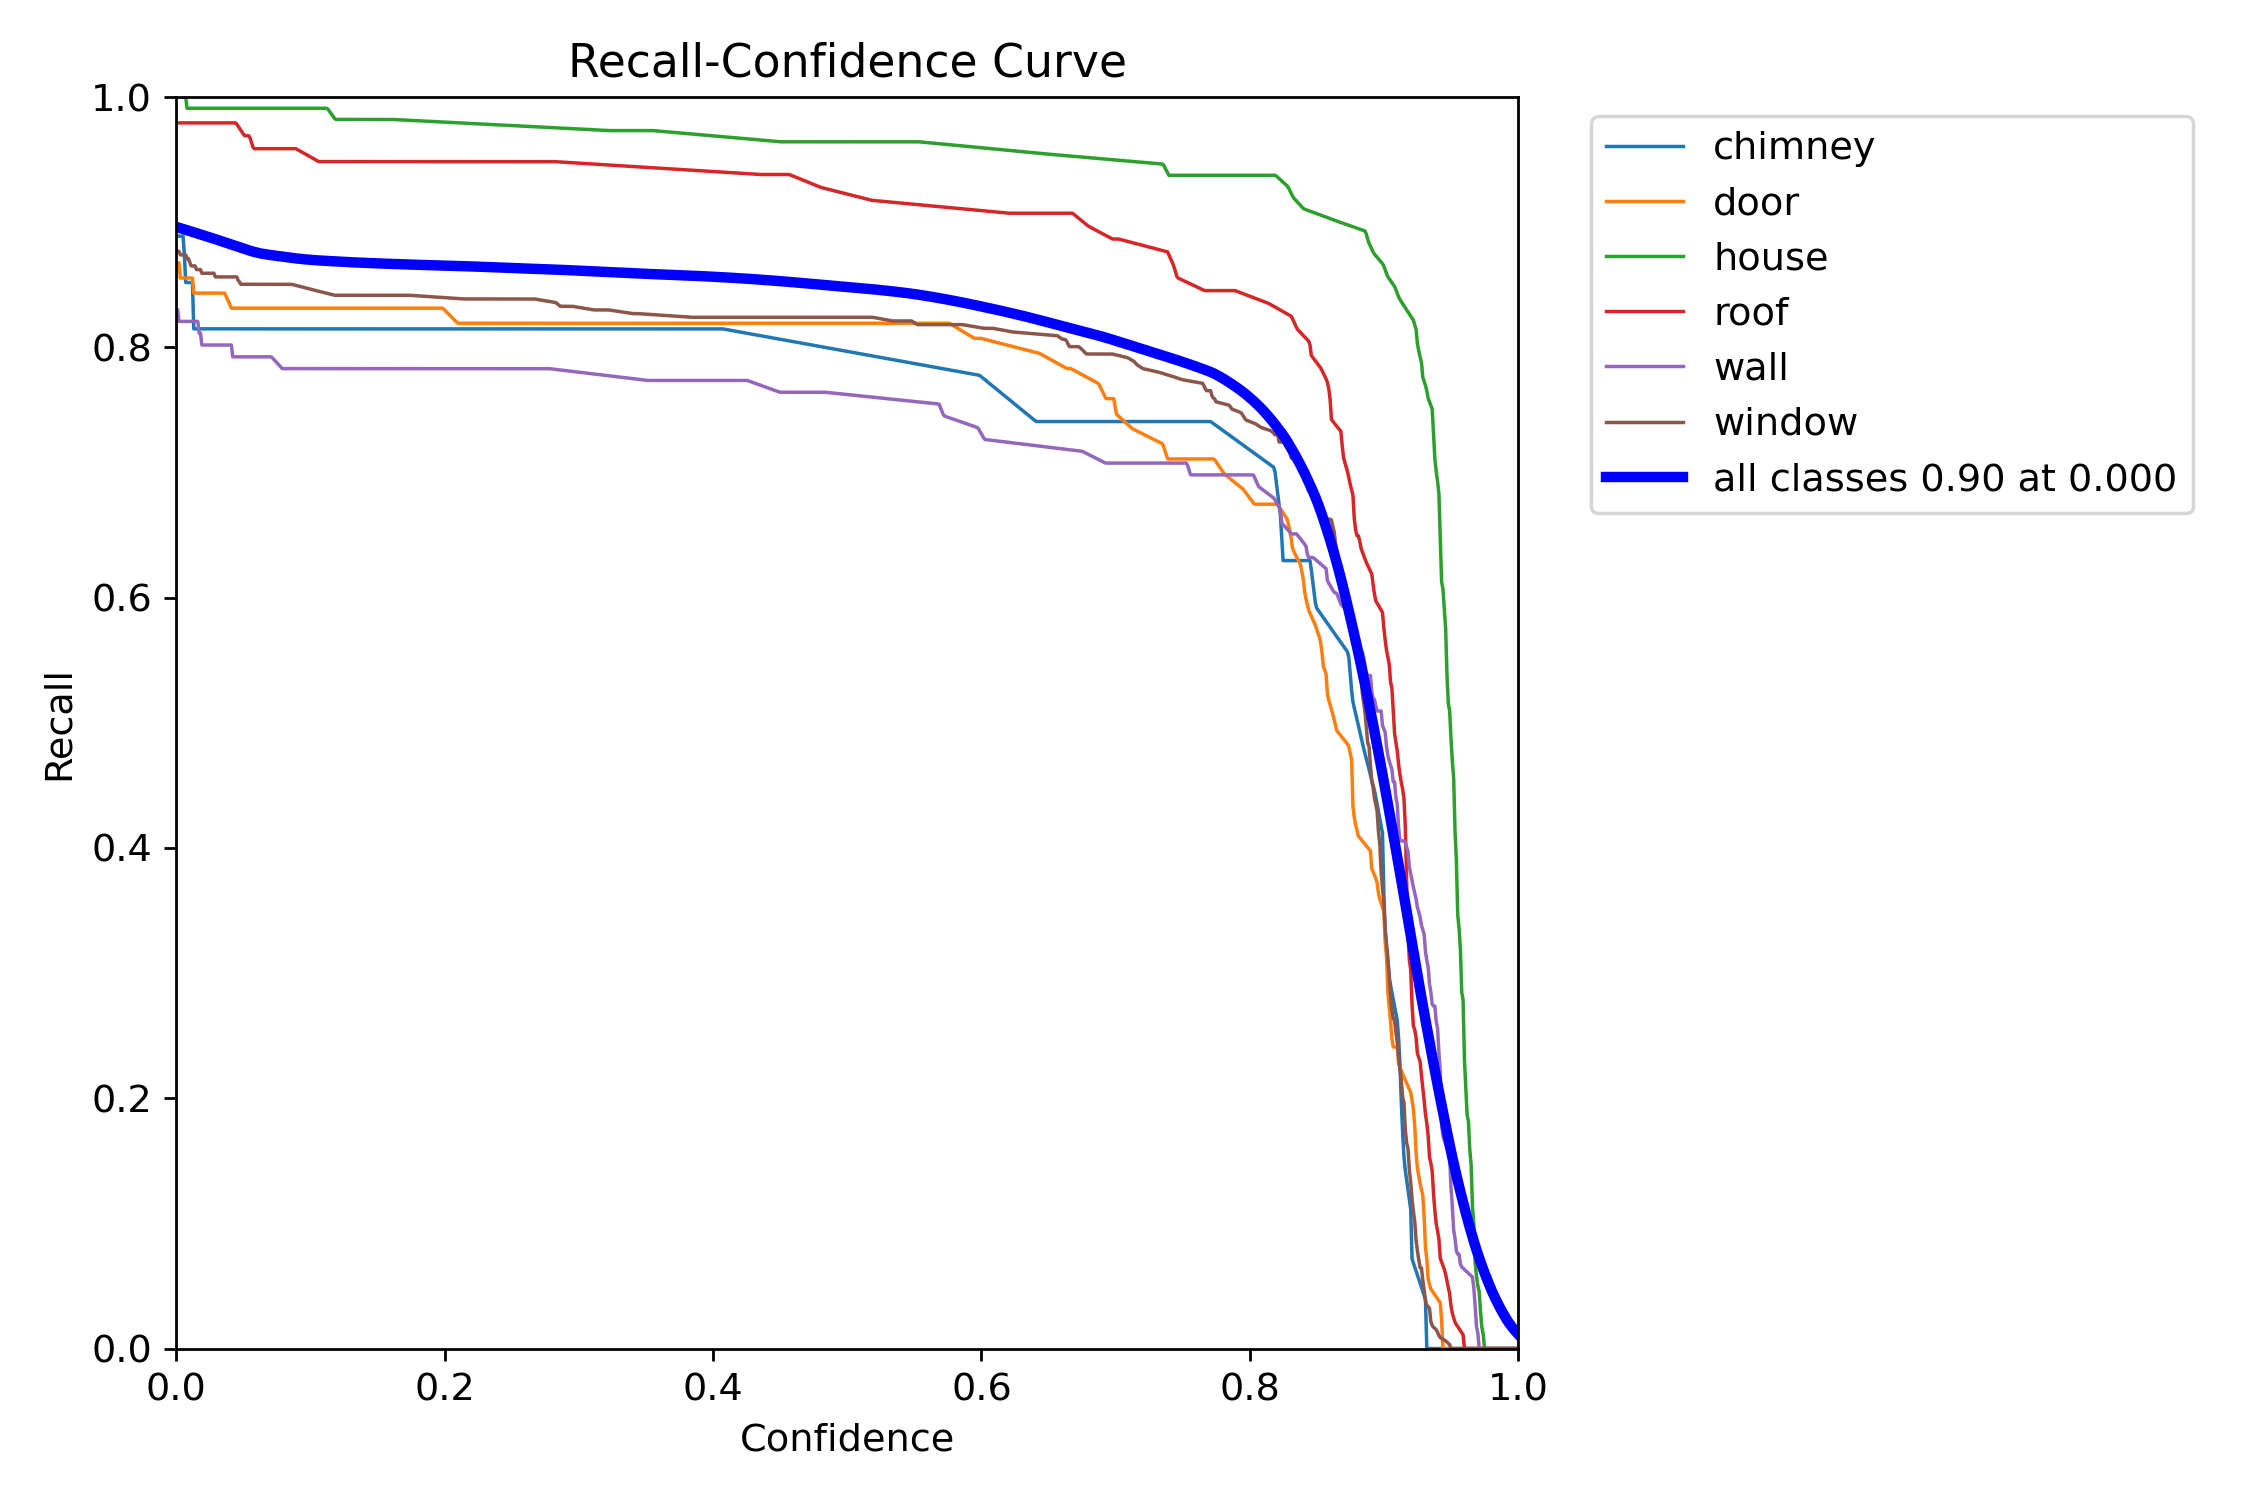 Recall-Confidence Curve
1.0
0.8
0.6
0.4
0.2
0.0
Recall
0.0 0.2 0.4 0.6 0.8 1.0
Confidence
chimney
door
house
roof
wall
window
all classes 0.90 at 0.000